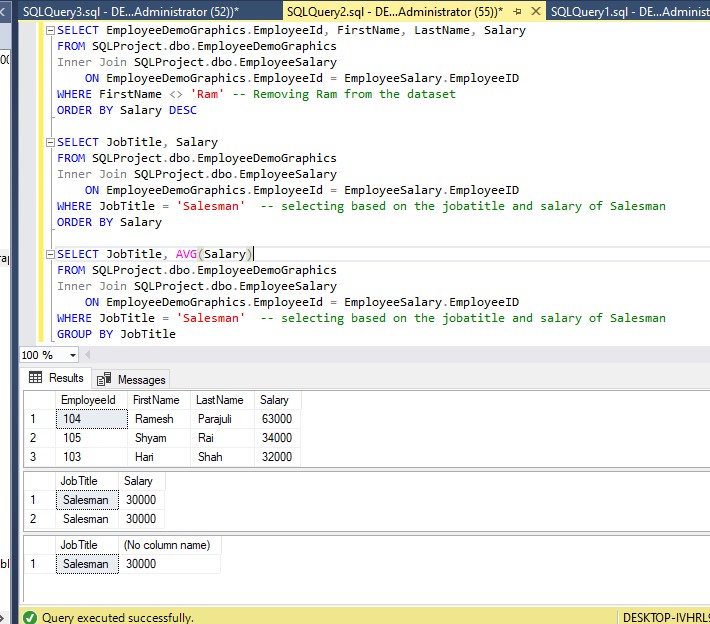 SQLQuery3.sql - DE...Administrator (52))* SQLQuery2.sql - DE...Administrator (55))* SQLQuery1.sql - DE...Administ
SELECT EmployeeDemoGraphics.EmployeeId, FirstName, LastName, Salary
FROM SQLProject.dbo.EmployeeDemoGraphics
Inner Join SQLProject.dbo.EmployeeSalary
ON EmployeeDemoGraphics.EmployeeId = EmployeeSalary.EmployeeID
WHERE FirstName <> 'Ram' -- Removing Ram from the dataset
ORDER BY Salary DESC
SELECT JobTitle, Salary
FROM SQLProject.dbo.EmployeeDemoGraphics
Inner Join SQLProject.dbo.EmployeeSalary
ON EmployeeDemoGraphics.EmployeeId = EmployeeSalary.EmployeeID
WHERE JobTitle = 'Salesman' -- selecting based on the jobatitle and salary of Salesman
ORDER BY Salary
SELECT JobTitle, AVG(Salary)
FROM SQLProject.dbo.EmployeeDemoGraphics
Inner Join SQLProject.dbo.EmployeeSalary
ON EmployeeDemoGraphics.EmployeeId = EmployeeSalary.EmployeeID
WHERE JobTitle = 'Salesman' -- selecting based on the jobatitle and salary of Salesman
GROUP BY JobTitle
100 %
Results Messages
EmployeeId FirstName LastName Salary
1 104 Ramesh Parajuli 63000
2 105 Shyam Rai 34000
3 103 Hari Shah 32000
JobTitle Salary
1 Salesman 30000
2 Salesman 30000
JobTitle (No column name)
1 Salesman 30000
Query executed successfully. DESKTOP-IVHRL